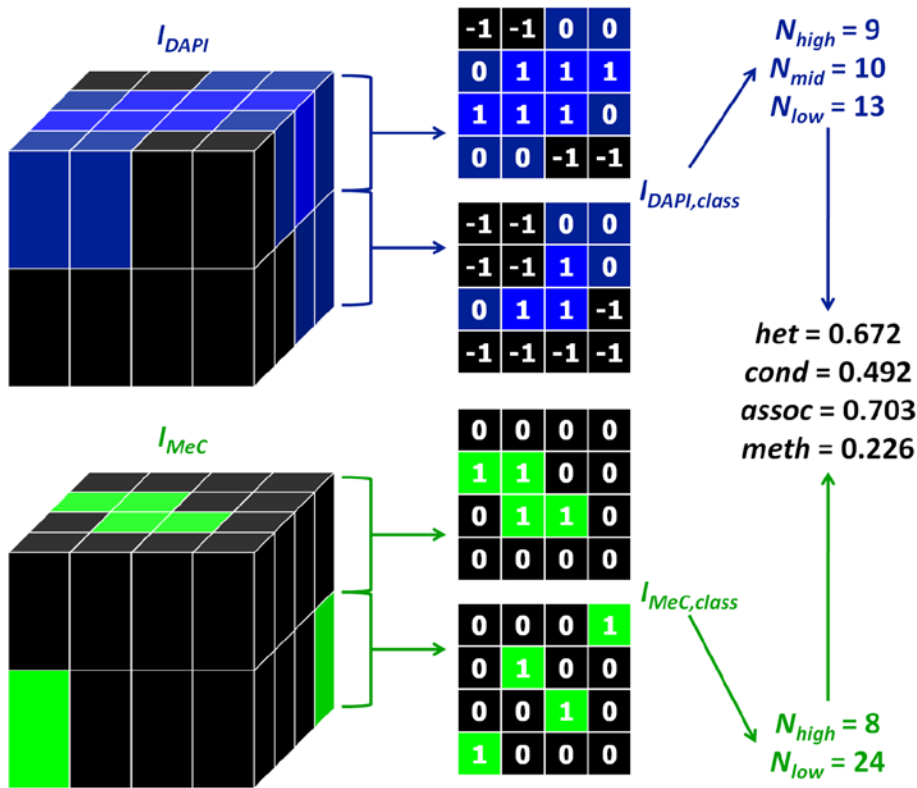 I_DAPI
-1 -1 0 0
0 1 1 1
1 1 1 0
0 0 -1 -1
-1 -1 0 0
-1 -1 1 0
0 1 1 -1
-1 -1 -1 -1
I_DAPI,class
N_high = 9
N_mid = 10
N_low = 13
het = 0.672
cond = 0.492
assoc = 0.703
meth = 0.226
I_MeC
0 0 0 0
1 1 0 0
0 1 1 0
0 0 0 0
0 0 0 1
0 1 0 0
0 0 1 0
1 0 0 0
I_MeC,class
N_high = 8
N_low = 24